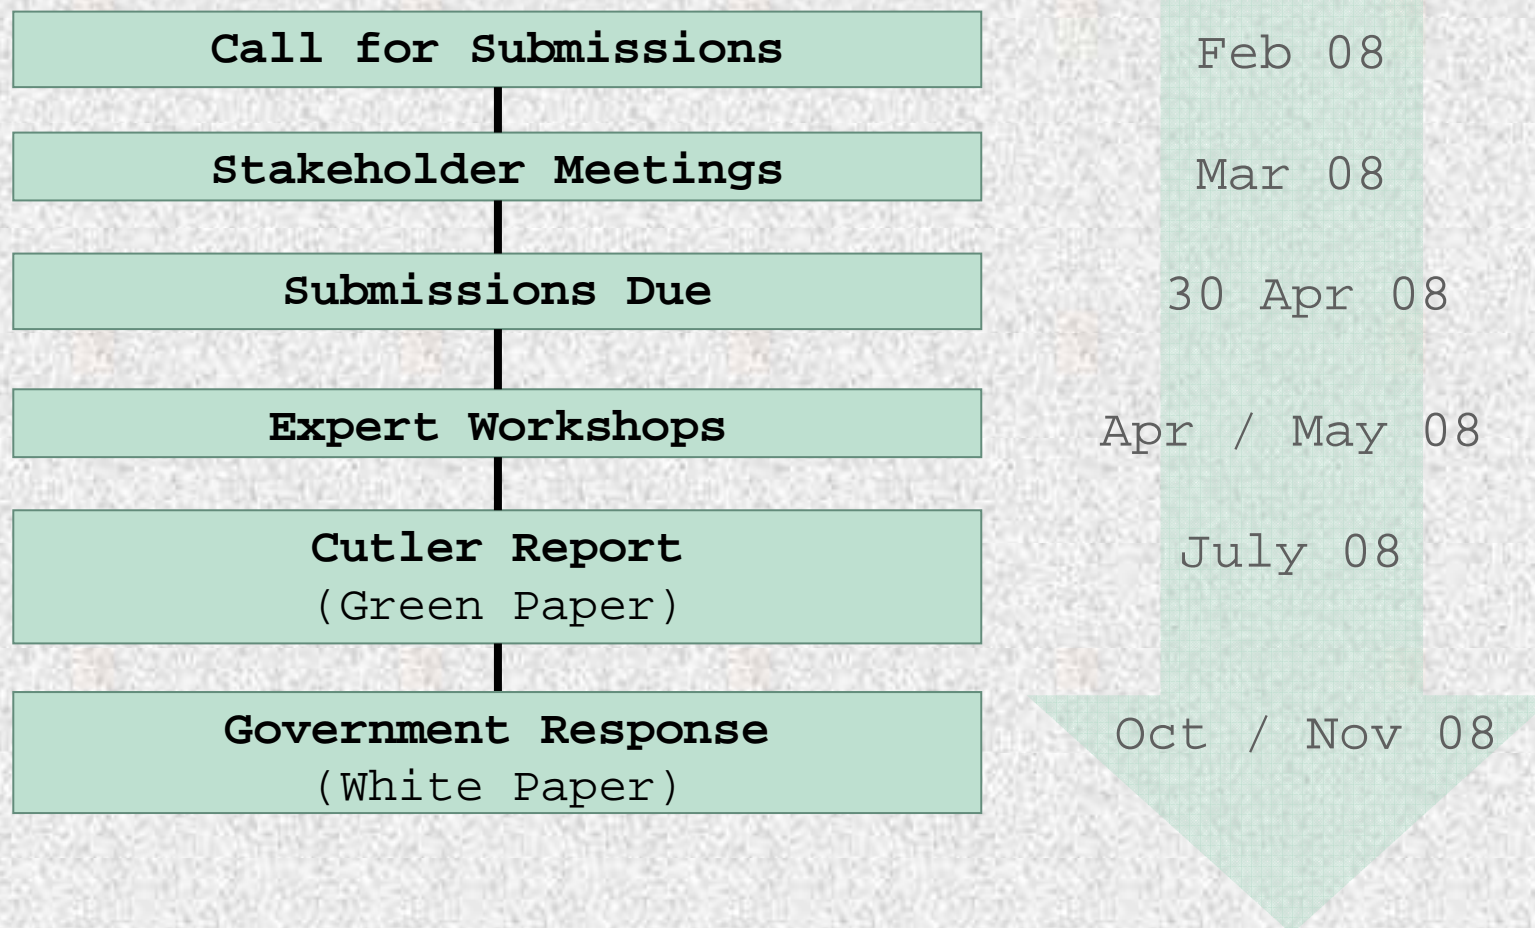 Call for Submissions
Feb 08
Stakeholder Meetings
Mar 08
Submissions Due
30 Apr 08
Expert Workshops
Apr / May 08
Cutler Report
(Green Paper)
July 08
Government Response
(White Paper)
Oct / Nov 08